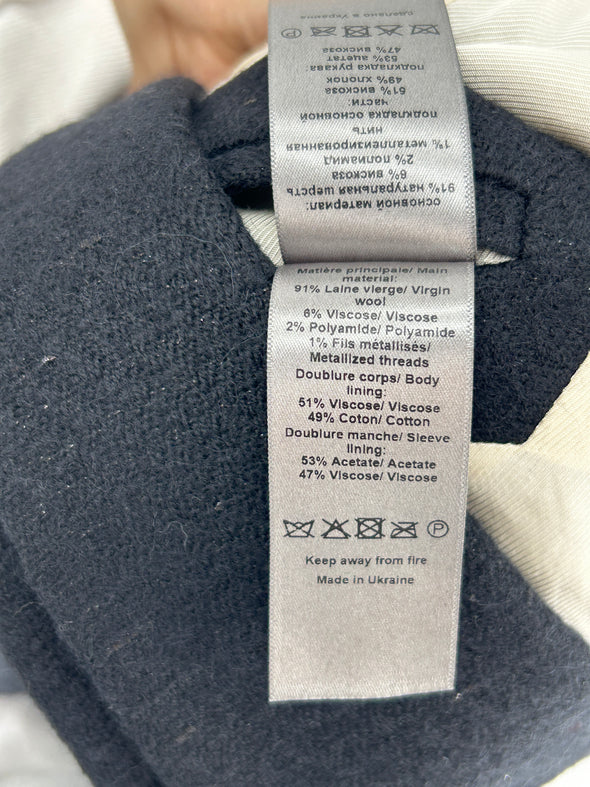 основной материал:
91% натуральная шерсть
6% вискоза
2% полиамид
1% металлизированная
нить
подкладка основной
части:
51% вискоза
49% хлопок
подкладка рукава
53% ацетат
47% вискоза
P
сделано в Украина
Matière principale/ Main
material:
91% Laine vierge/ Virgin
wool
6% Viscose/ Viscose
2% Polyamide/ Polyamide
1% Fils métallisés/
Metallized threads
Doublure corps/ Body
lining:
51% Viscose/ Viscose
49% Coton/ Cotton
Doublure manche/ Sleeve
lining:
53% Acetate/ Acetate
47% Viscose/ Viscose
P
Keep away from fire
Made in Ukraine